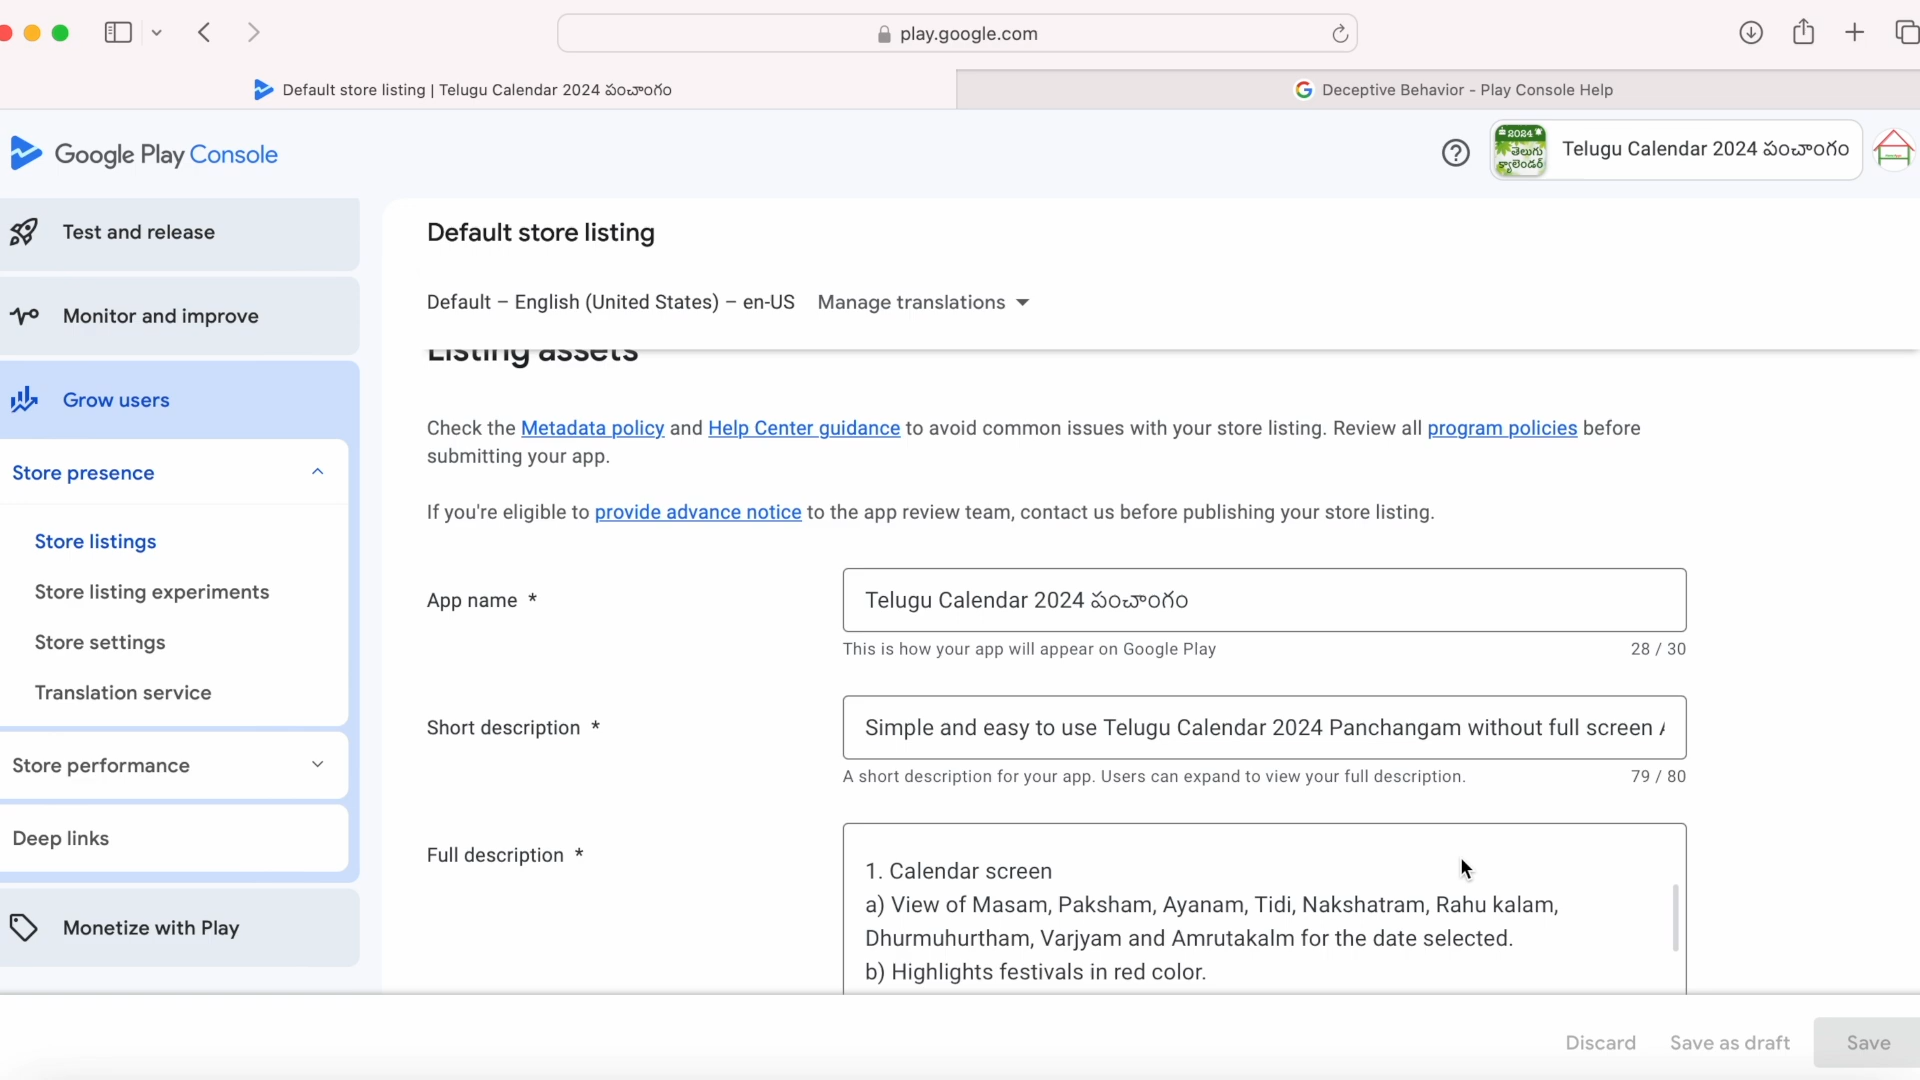 play.google.com
Default store listing | Telugu Calendar 2024 పంచాంగం
Deceptive Behavior - Play Console Help
Google Play Console
2024
తెలుగు
క్యాలెండర్
Telugu Calendar 2024 పంచాంగం
Test and release
Monitor and improve
Grow users
Store presence
Store listings
Store listing experiments
Store settings
Translation service
Store performance
Deep links
Monetize with Play
Default store listing
Default – English (United States) – en-US Manage translations
Listing assets
Check the Metadata policy and Help Center guidance to avoid common issues with your store listing. Review all program policies before
submitting your app.
If you're eligible to provide advance notice to the app review team, contact us before publishing your store listing.
App name *
Telugu Calendar 2024 పంచాంగం
This is how your app will appear on Google Play 28 / 30
Short description *
Simple and easy to use Telugu Calendar 2024 Panchangam without full screen
A short description for your app. Users can expand to view your full description. 79 / 80
Full description *
1. Calendar screen
a) View of Masam, Paksham, Ayanam, Tidi, Nakshatram, Rahu kalam,
Dhurmuhurtham, Varjyam and Amrutakalm for the date selected.
b) Highlights festivals in red color.
Discard Save as draft Save